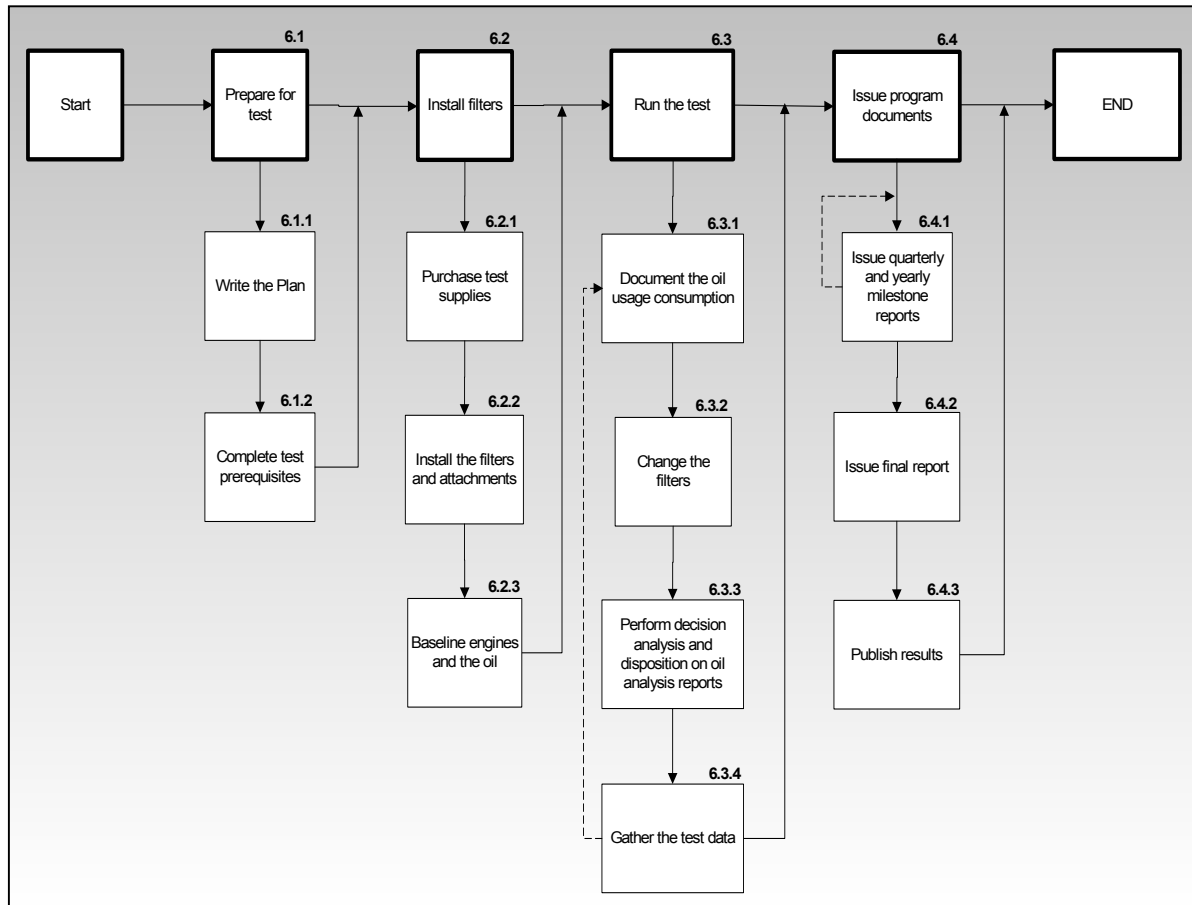 Start
6.1
Prepare for
test
6.2
Install filters
6.3
Run the test
6.4
Issue program
documents
END
6.1.1
Write the Plan
6.1.2
Complete test
prerequisites
6.2.1
Purchase test
supplies
6.2.2
Install the filters
and attachments
6.2.3
Baseline engines
and the oil
6.3.1
Document the oil
usage consumption
6.3.2
Change the
filters
6.3.3
Perform decision
analysis and
disposition on oil
analysis reports
6.3.4
Gather the test data
6.4.1
Issue quarterly
and yearly
milestone
reports
6.4.2
Issue final report
6.4.3
Publish results